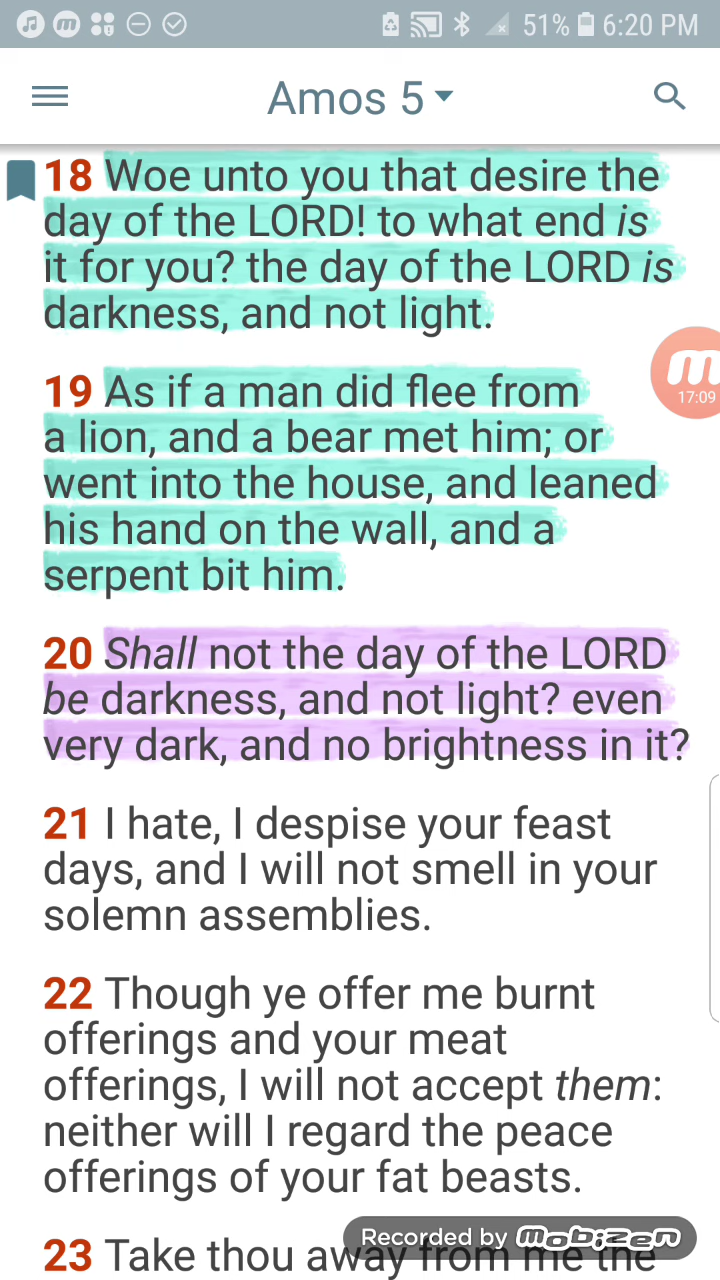 51% 6:20 PM
Amos 5
18 Woe unto you that desire the
day of the LORD! to what end is
it for you? the day of the LORD is
darkness, and not light.
19 As if a man did flee from
a lion, and a bear met him; or
went into the house, and leaned
his hand on the wall, and a
serpent bit him.
20 Shall not the day of the LORD
be darkness, and not light? even
very dark, and no brightness in it?
21 I hate, I despise your feast
days, and I will not smell in your
solemn assemblies.
22 Though ye offer me burnt
offerings and your meat
offerings, I will not accept them:
neither will I regard the peace
offerings of your fat beasts.
23 Take thou away from me the
m
17:09
Recorded by mobizen